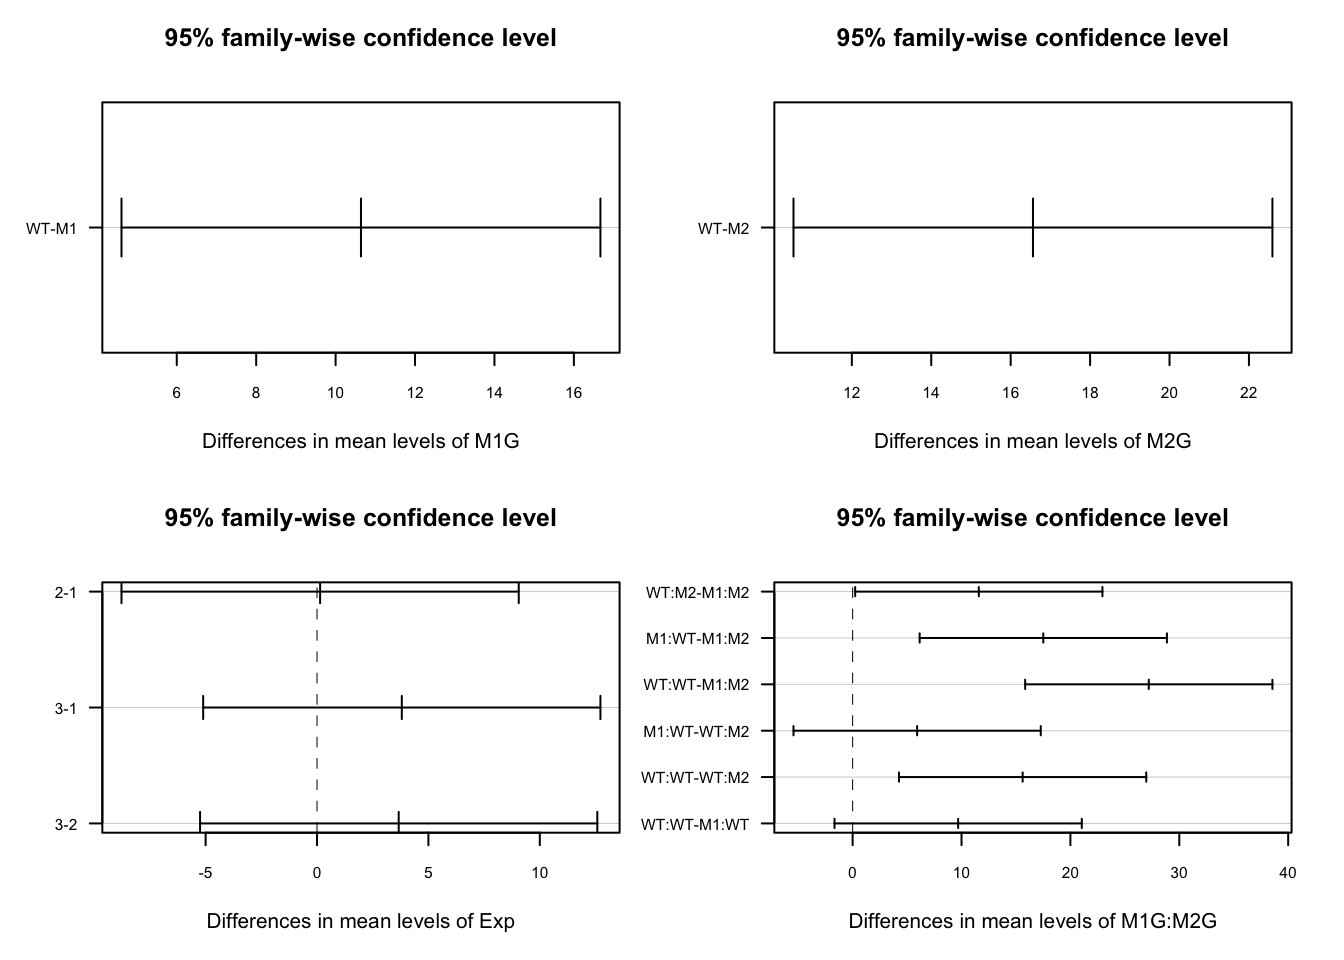 95% family-wise confidence level
WT-M1
6 8 10 12 14 16
Differences in mean levels of M1G
95% family-wise confidence level
WT-M2
12 14 16 18 20 22
Differences in mean levels of M2G
95% family-wise confidence level
2-1
3-1
3-2
-5 0 5 10
Differences in mean levels of Exp
95% family-wise confidence level
WT:M2-M1:M2
M1:WT-M1:M2
WT:WT-M1:M2
M1:WT-WT:M2
WT:WT-WT:M2
WT:WT-M1:WT
0 10 20 30 40
Differences in mean levels of M1G:M2G